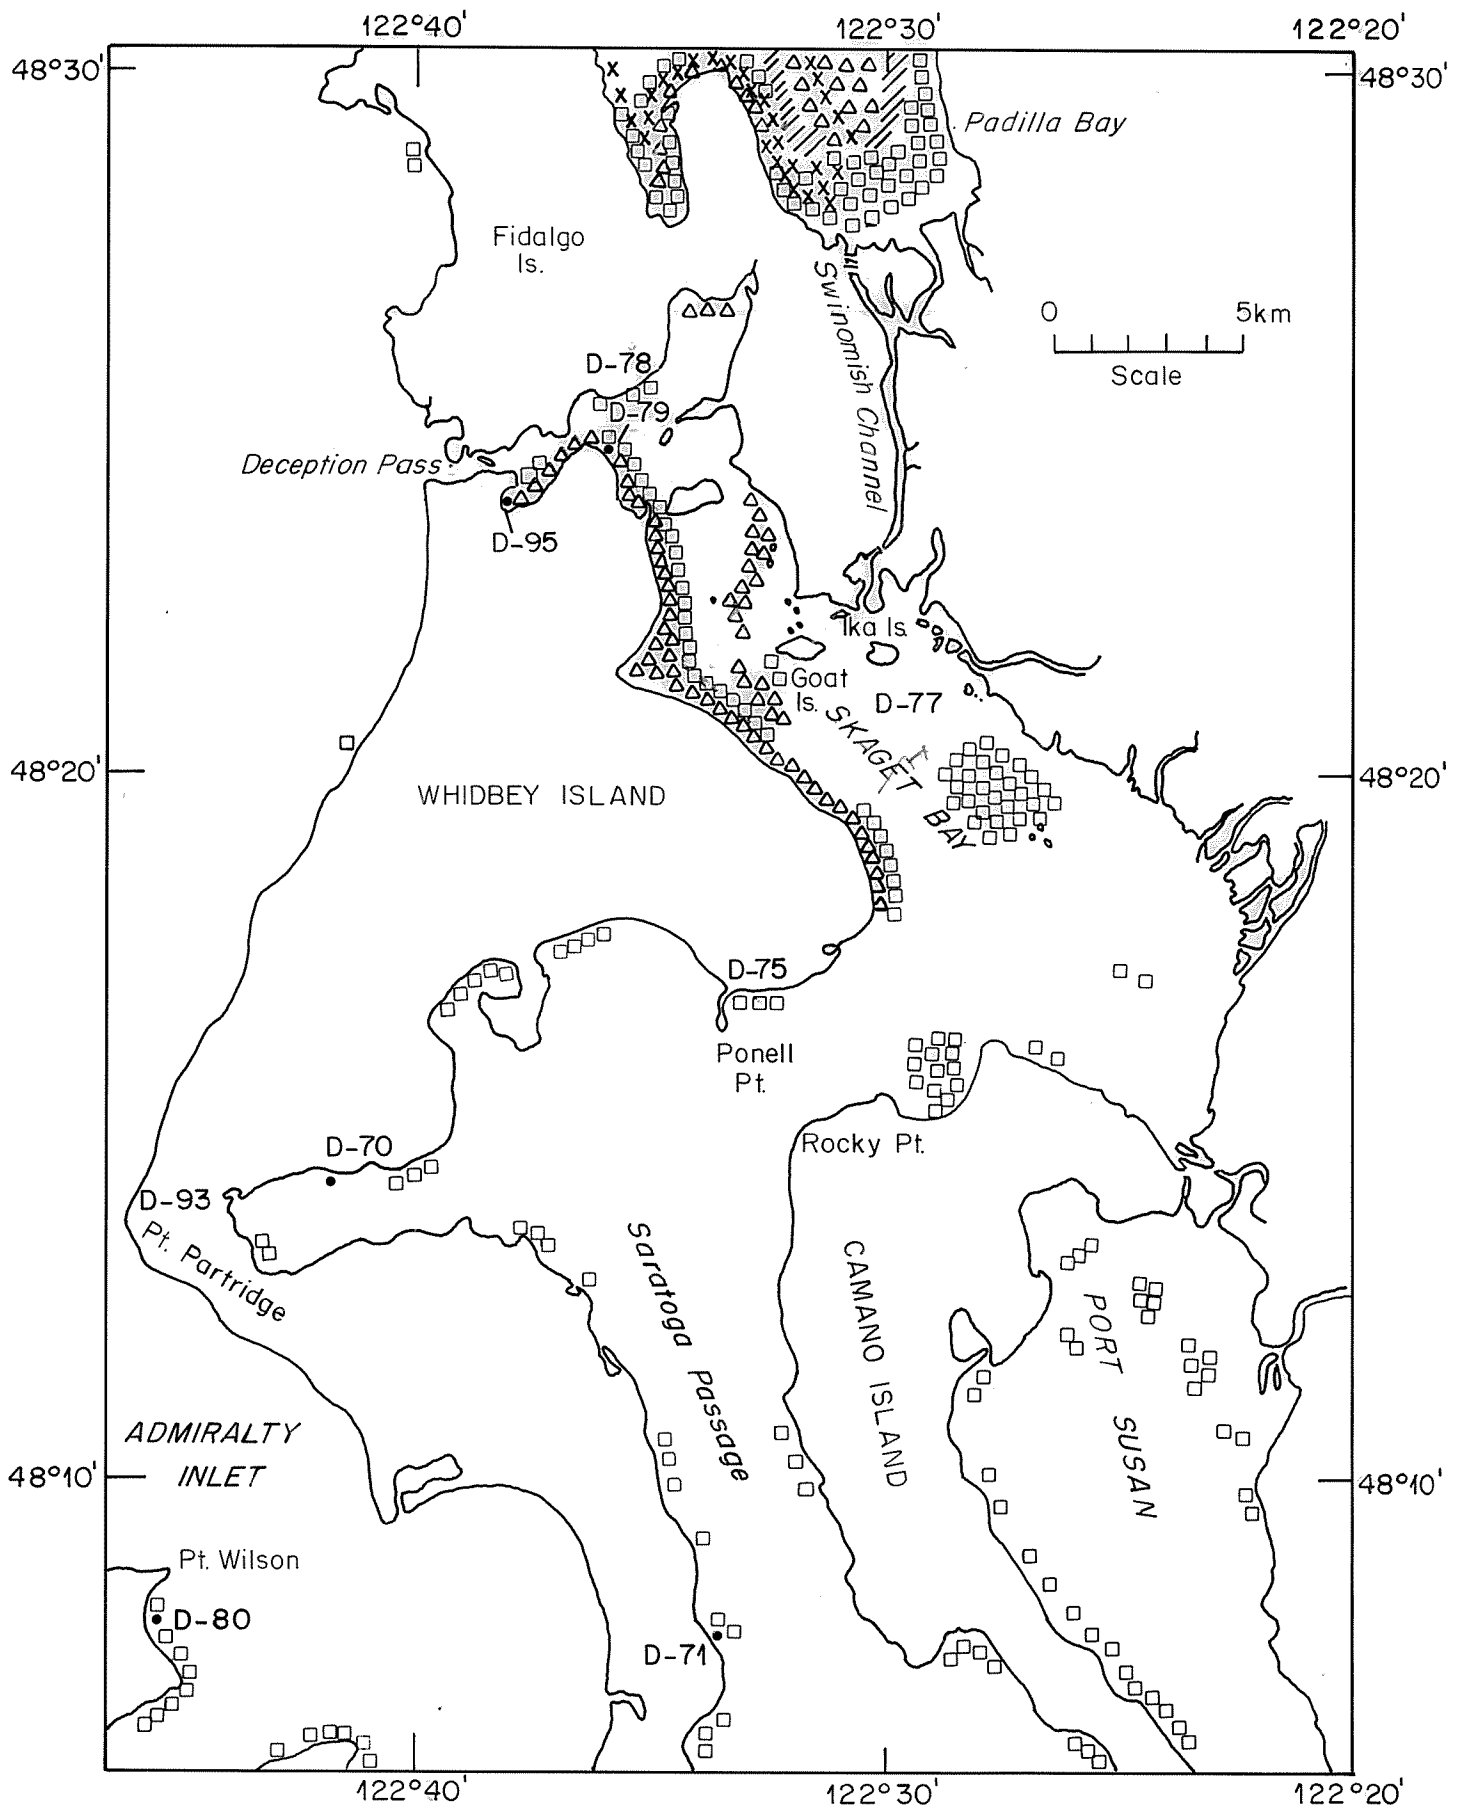 122°40' 122°30' 122°20'
48°30' 48°30'
Padilla Bay
Fidalgo
Is.
Swinomish Channel
0 5km
Scale
D-78
D-79
Deception Pass
D-95
Ika Is.
Goat
Is.
D-77
SKAGET
BAY
48°20' 48°20'
WHIDBEY ISLAND
D-75
Ponell
Pt.
Rocky Pt.
D-70
D-93
Pt. Partridge
Saratoga Passage
CAMANO ISLAND
PORT
SUSAN
ADMIRALTY
INLET
48°10' 48°10'
Pt. Wilson
D-80
D-71
122°40' 122°30' 122°20'